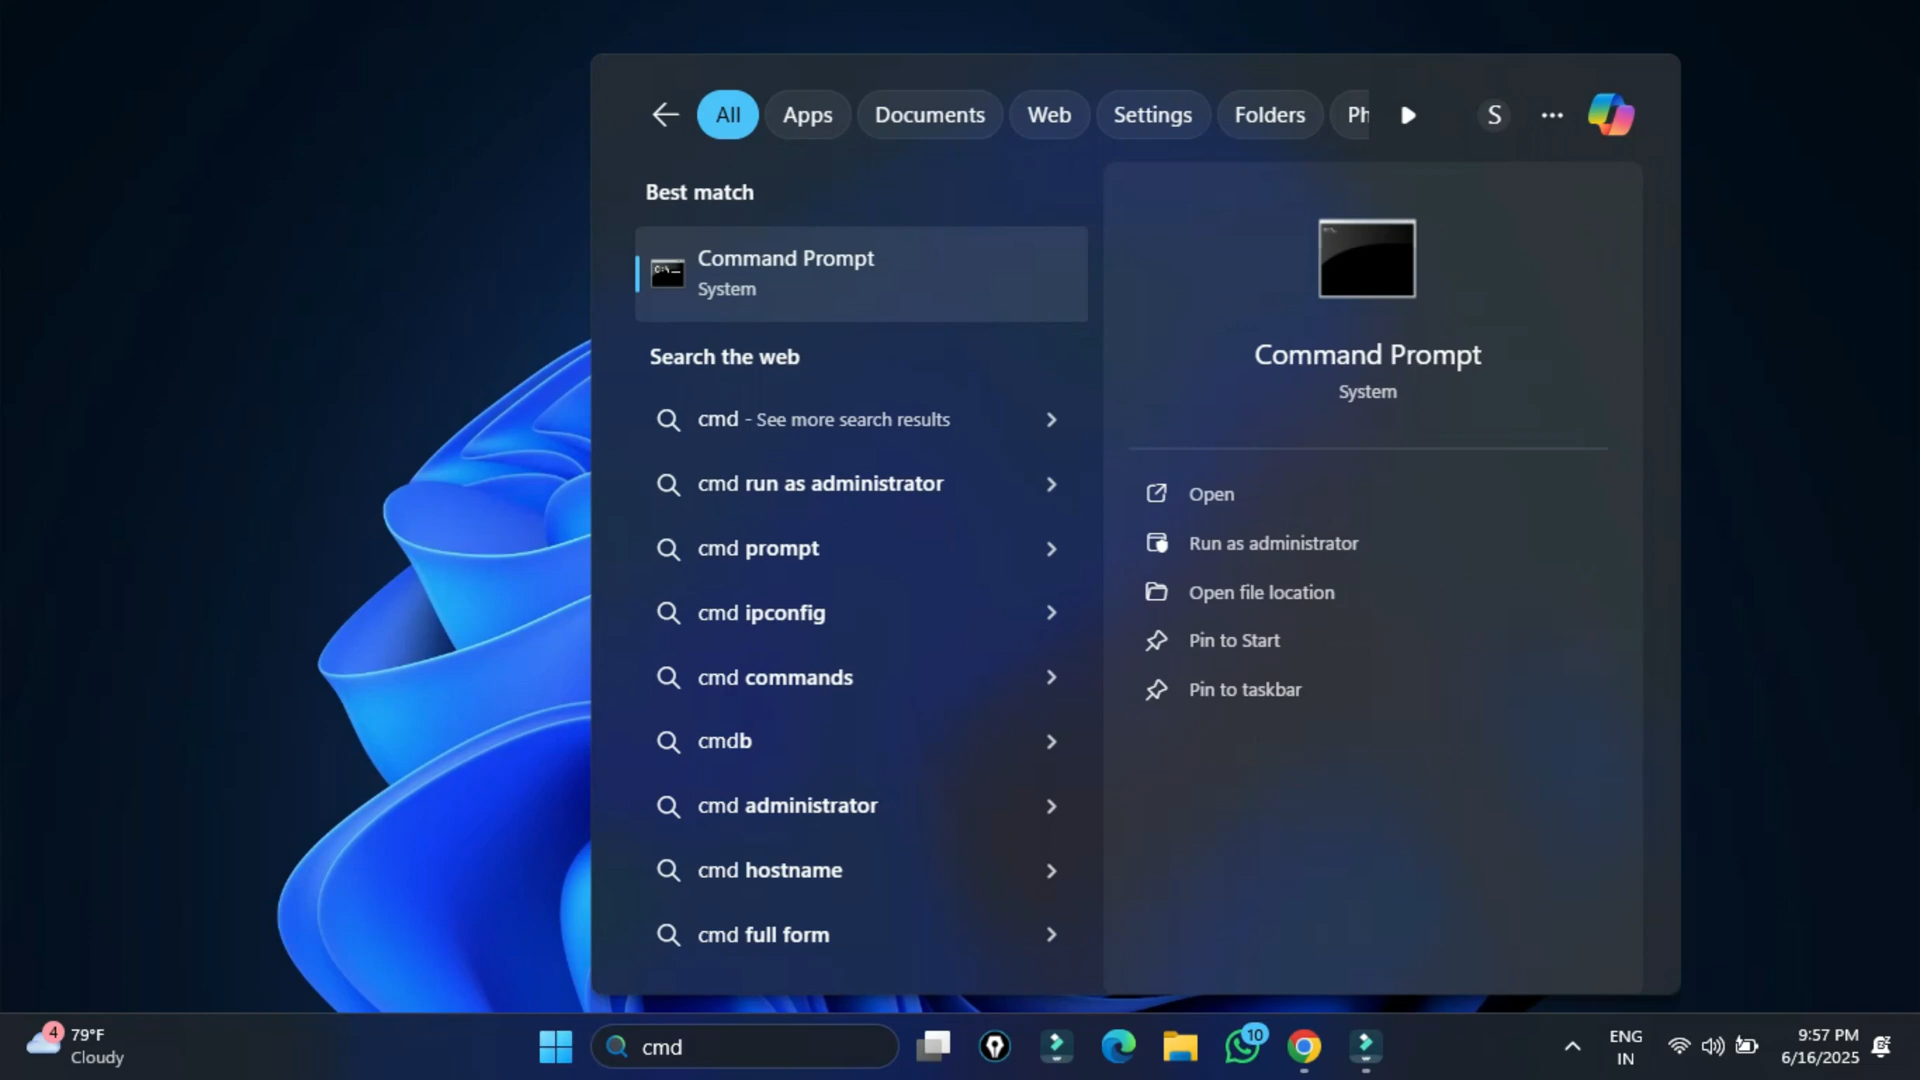 All
Apps
Documents
Web
Settings
Folders
Ph
S
Best match
Command Prompt
System
Search the web
cmd - See more search results
cmd run as administrator
cmd prompt
cmd ipconfig
cmd commands
cmdb
cmd administrator
cmd hostname
cmd full form
Command Prompt
System
Open
Run as administrator
Open file location
Pin to Start
Pin to taskbar
4
79°F
Cloudy
cmd
10
ENG
IN
9:57 PM
6/16/2025